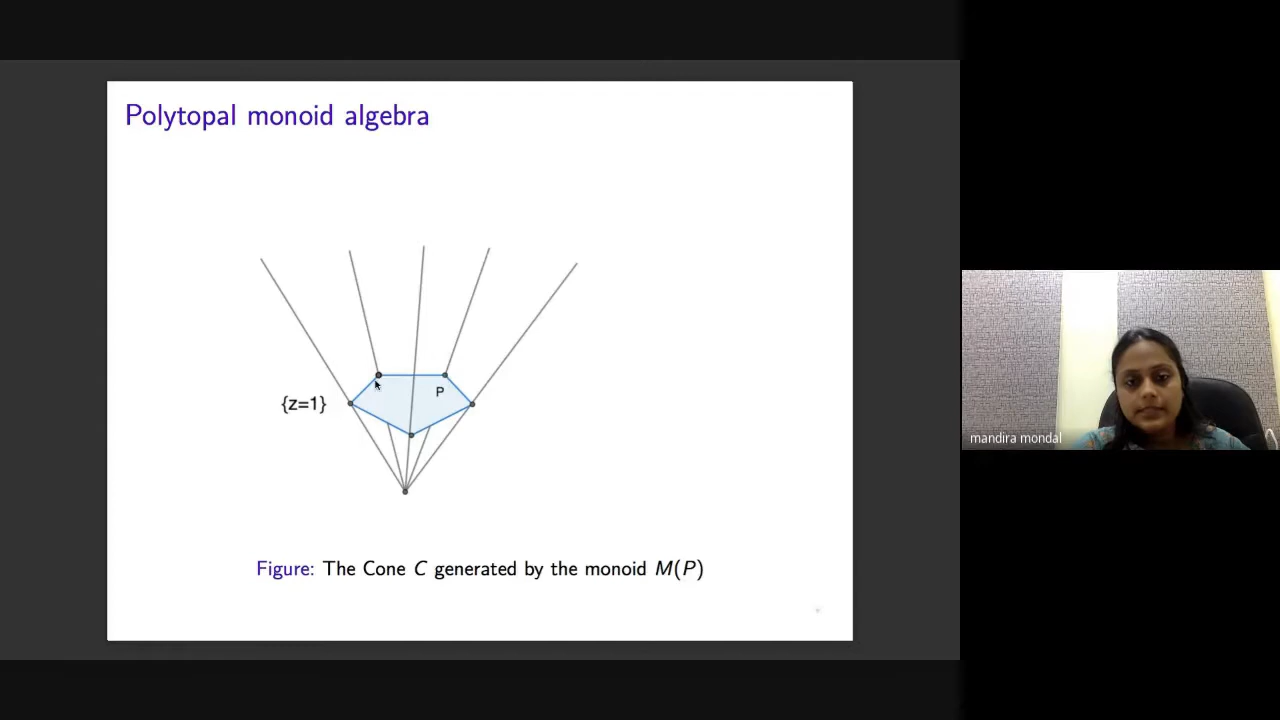 Polytopal monoid algebra
P
{z=1}
Figure: The Cone C generated by the monoid M(P)
mandira mondal